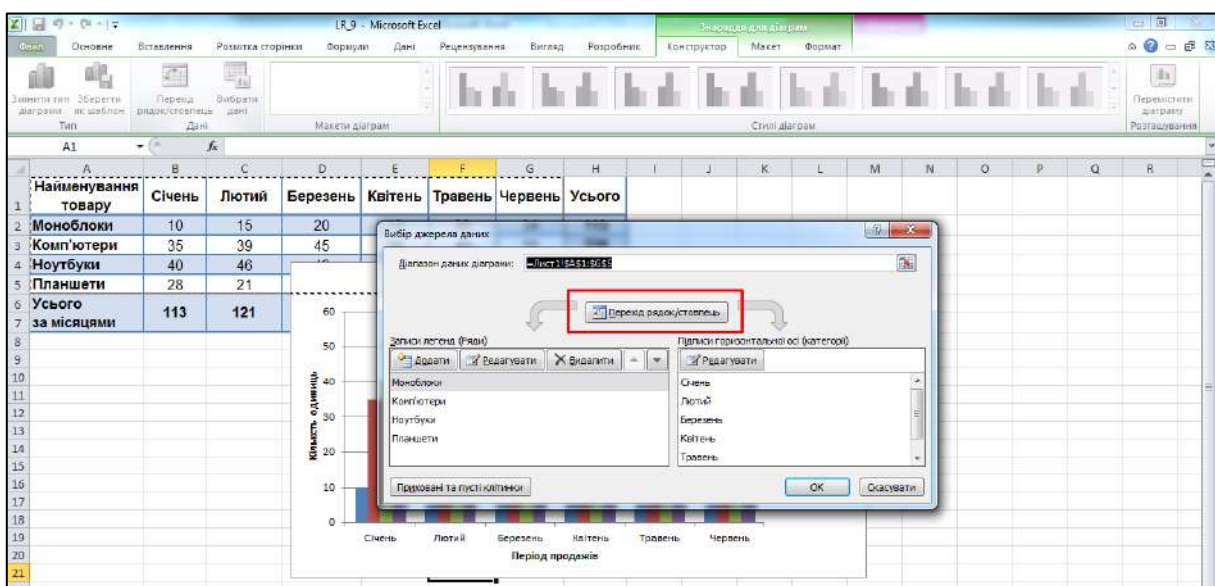 LR_9 - Microsoft Excel
Основне Вставлення Розмітка сторінки Формули Дані Рецензування Вигляд Розробник Конструктор Макет Формат
Змінити тип діаграми
Зберегти як шаблон
Перехід рядок/стовпець
Вибрати дані
Перемістити діаграму
Тип Дані Макети діаграм Стилі діаграм Розташування
A1 fx
A B C D E F G H I J K L M N O P Q R
1 Найменування товару Січень Лютий Березень Квітень Травень Червень Усього
2 Моноблоки 10 15 20
3 Комп'ютери 35 39 45
4 Ноутбуки 40 46
5 Планшети 28 21
6 Усього
7 за місяцями 113 121
8
9
10
11
12
13
14
15
16
17
18
19
20
21
Вибір джерела даних
Діапазон даних діаграми: =Лист1!$A$1:$G$5
Перехід рядок/стовпець
Записи легенд (Ряди)
Підписи горизонтальної осі (категорії)
Додати Редагувати Видалити
Редагувати
Моноблоки
Комп'ютери
Ноутбуки
Планшети
Січень
Лютий
Березень
Квітень
Травень
Приховані та пусті клітинки
ОК Скасувати
Кількість одиниць
60
50
40
30
20
10
0
Січень Лютий Березень Квітень Травень Червень
Період продажів